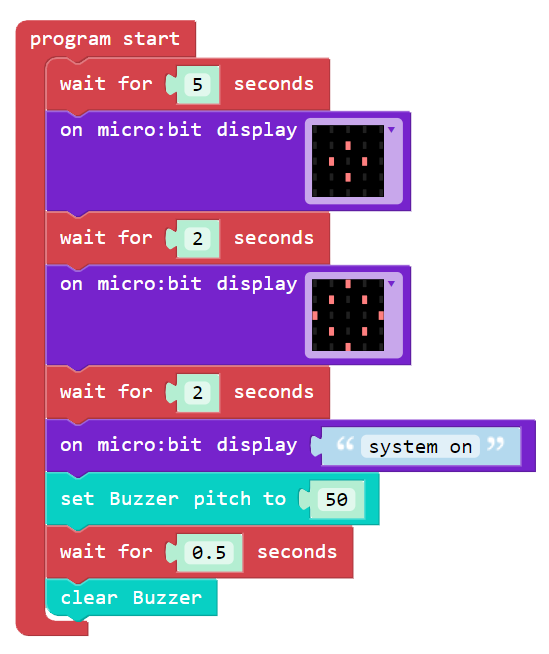 program start
wait for 5 seconds
on micro:bit display
wait for 2 seconds
on micro:bit display
wait for 2 seconds
on micro:bit display “ system on ”
set Buzzer pitch to 50
wait for 0.5 seconds
clear Buzzer